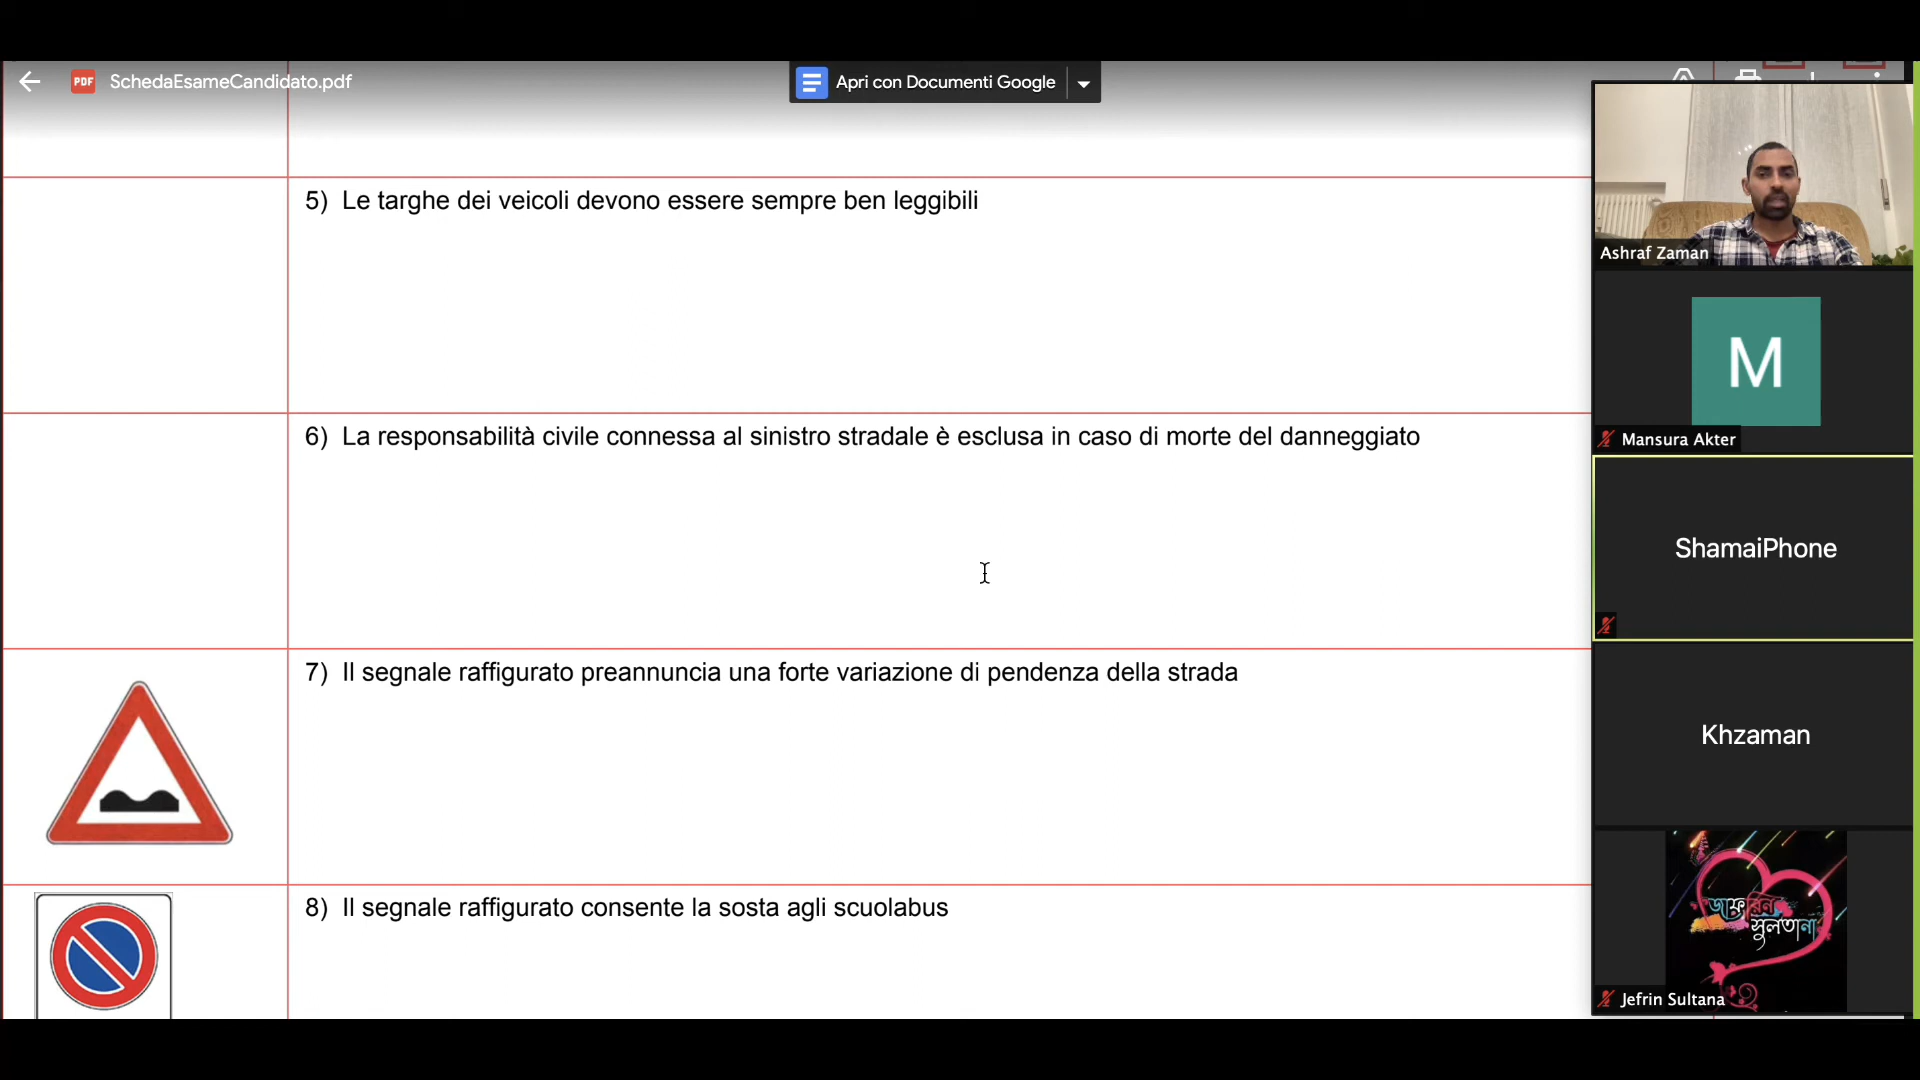 SchedaEsameCandidato.pdf
PDF
Apri con Documenti Google
5) Le targhe dei veicoli devono essere sempre ben leggibili
6) La responsabilità civile connessa al sinistro stradale è esclusa in caso di morte del danneggiato
7) Il segnale raffigurato preannuncia una forte variazione di pendenza della strada
8) Il segnale raffigurato consente la sosta agli scuolabus
Ashraf Zaman
M
Mansura Akter
ShamaiPhone
Khzaman
জাফরিন
সুলতানা
Jefrin Sultana